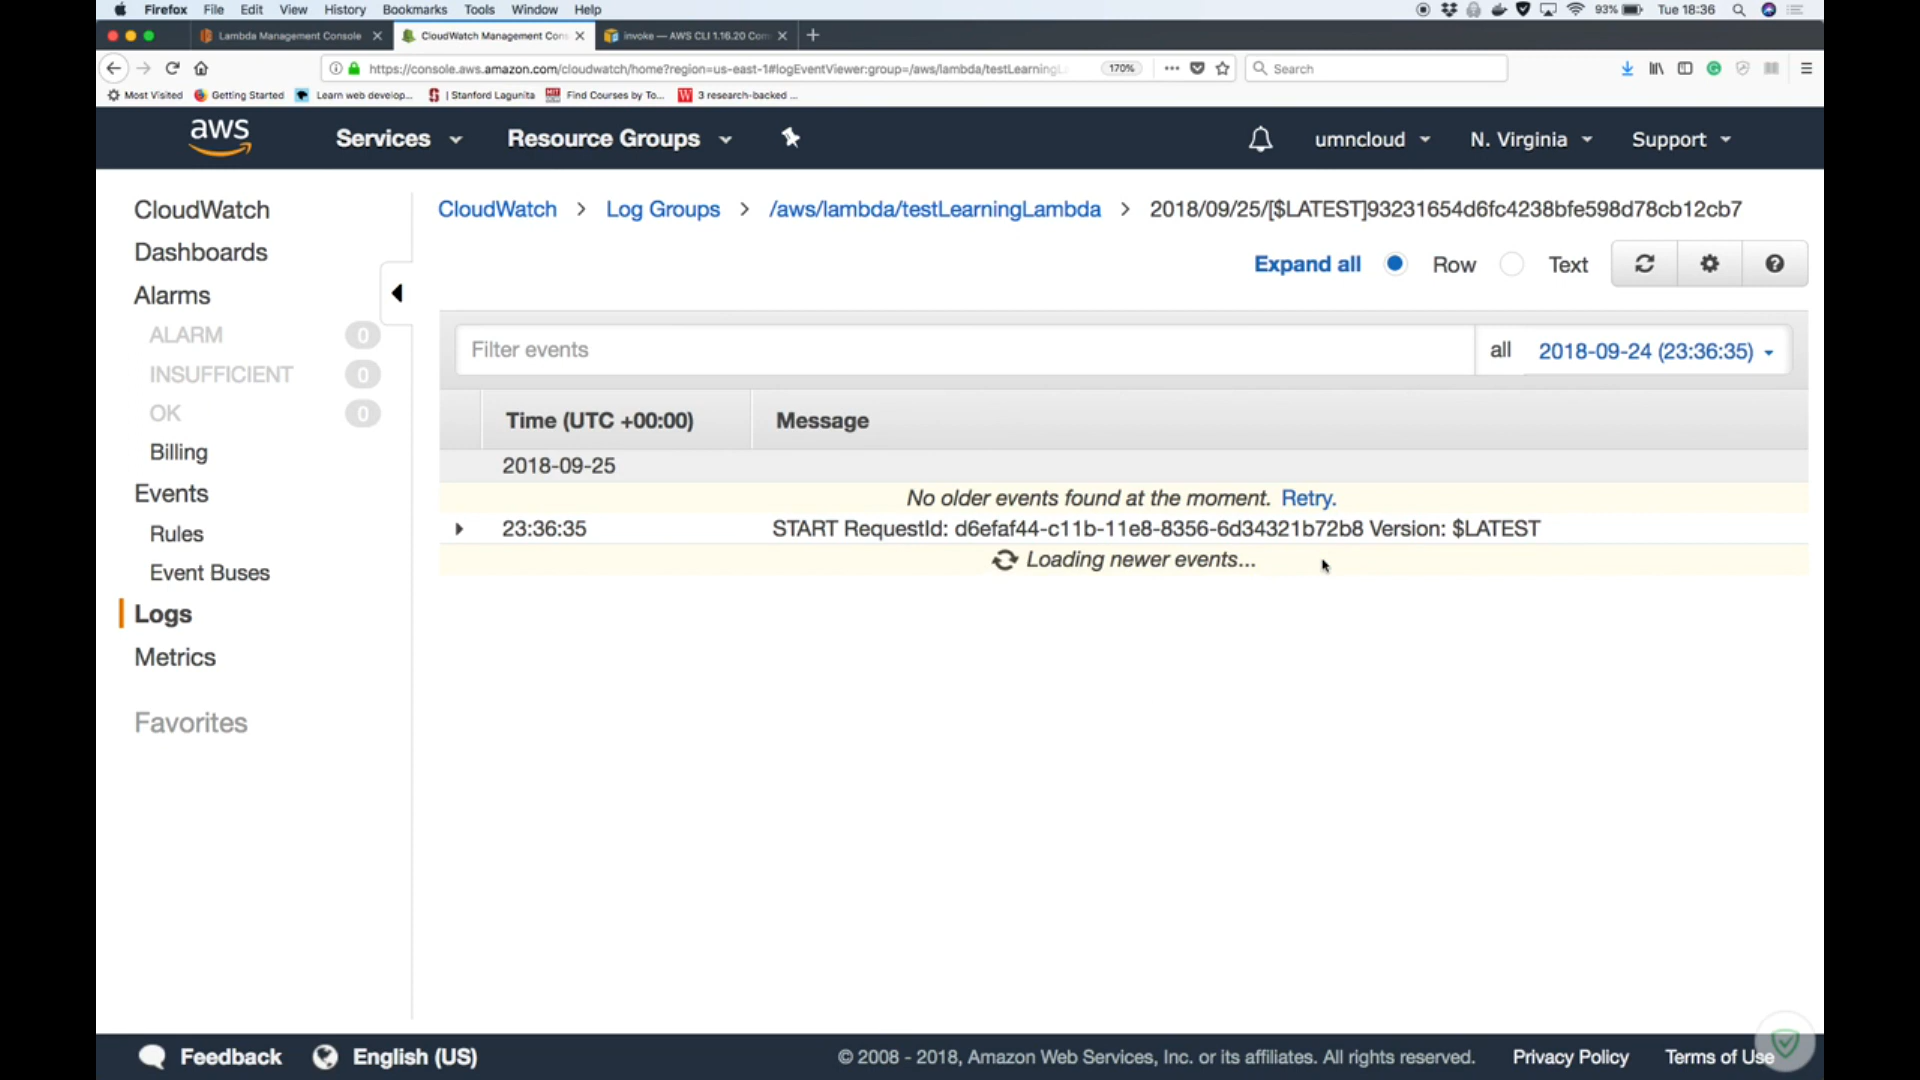 Firefox File Edit View History Bookmarks Tools Window Help 93% Tue 18:36
Lambda Management Console CloudWatch Management Con invoke — AWS CLI 1.16.20 Com
https://console.aws.amazon.com/cloudwatch/home?region=us-east-1#logEventViewer:group=/aws/lambda/testLearningL 170% Search
Most Visited Getting Started Learn web develop... | Stanford Lagunita Find Courses by To... 3 research-backed ...
aws Services Resource Groups umncloud N. Virginia Support
CloudWatch
Dashboards
Alarms
ALARM 0
INSUFFICIENT 0
OK 0
Billing
Events
Rules
Event Buses
Logs
Metrics
Favorites
CloudWatch > Log Groups > /aws/lambda/testLearningLambda > 2018/09/25/[$LATEST]93231654d6fc4238bfe598d78cb12cb7
Expand all Row Text
Filter events all 2018-09-24 (23:36:35)
Time (UTC +00:00) Message
2018-09-25
No older events found at the moment. Retry.
23:36:35 START RequestId: d6efaf44-c11b-11e8-8356-6d34321b72b8 Version: $LATEST
Loading newer events...
Feedback English (US) © 2008 - 2018, Amazon Web Services, Inc. or its affiliates. All rights reserved. Privacy Policy Terms of Use